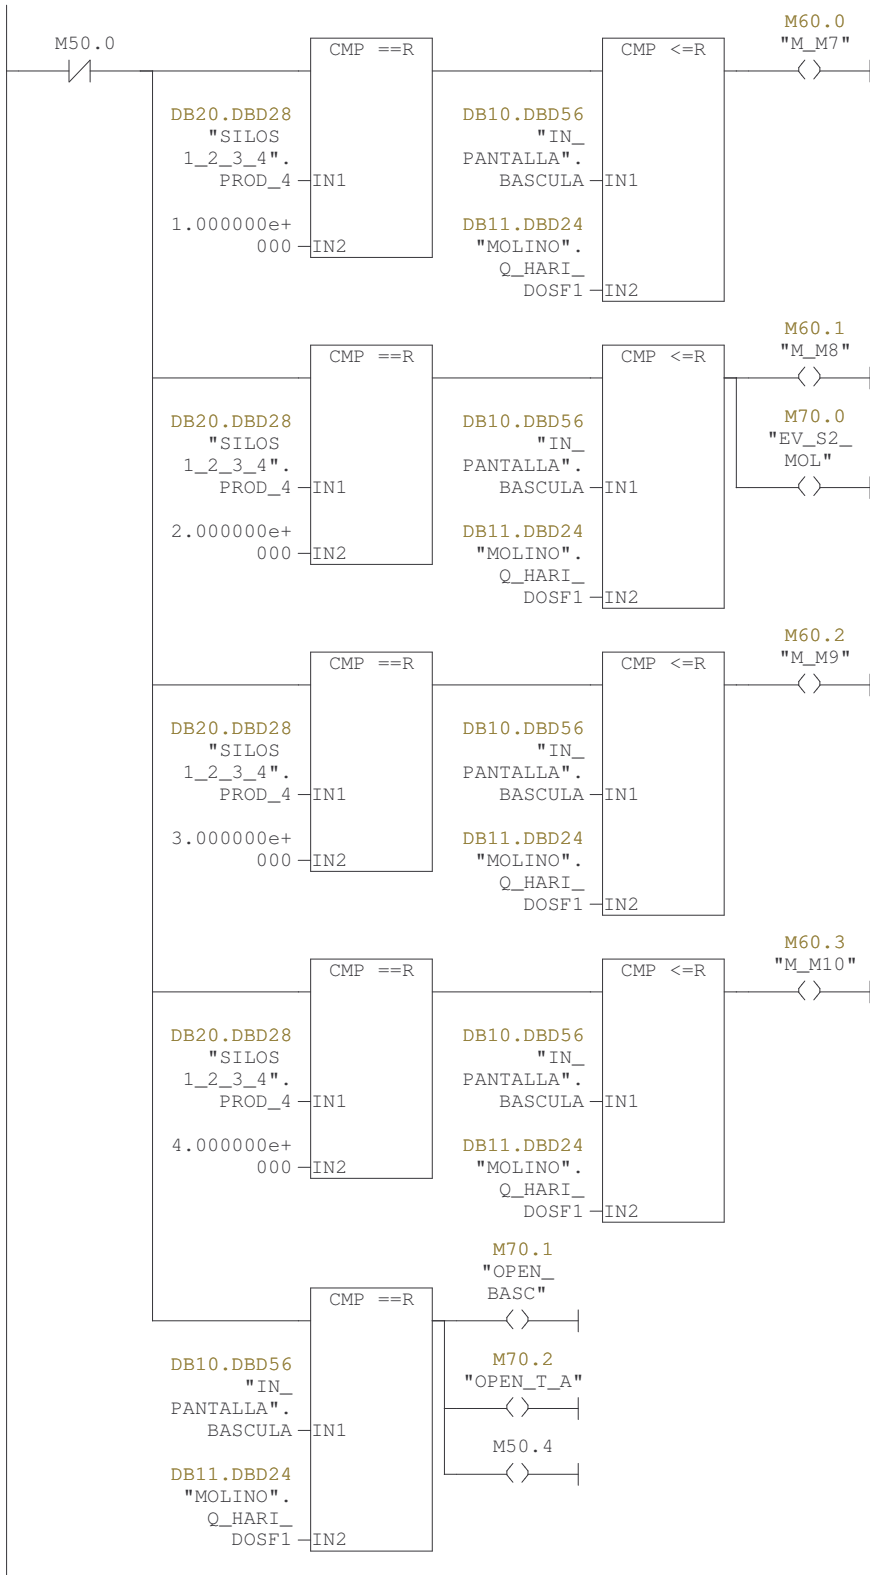 M60.0
"M_M7"
M50.0
CMP ==R
CMP <=R
DB20.DBD28
"SILOS
1_2_3_4".
PROD_4
IN1
1.000000e+
000
IN2
DB10.DBD56
"IN_
PANTALLA".
BASCULA
IN1
DB11.DBD24
"MOLINO".
Q_HARI_
DOSF1
IN2
M60.1
"M_M8"
CMP ==R
CMP <=R
M70.0
"EV_S2_
MOL"
DB20.DBD28
"SILOS
1_2_3_4".
PROD_4
IN1
2.000000e+
000
IN2
DB10.DBD56
"IN_
PANTALLA".
BASCULA
IN1
DB11.DBD24
"MOLINO".
Q_HARI_
DOSF1
IN2
M60.2
"M_M9"
CMP ==R
CMP <=R
DB20.DBD28
"SILOS
1_2_3_4".
PROD_4
IN1
3.000000e+
000
IN2
DB10.DBD56
"IN_
PANTALLA".
BASCULA
IN1
DB11.DBD24
"MOLINO".
Q_HARI_
DOSF1
IN2
M60.3
"M_M10"
CMP ==R
CMP <=R
DB20.DBD28
"SILOS
1_2_3_4".
PROD_4
IN1
4.000000e+
000
IN2
DB10.DBD56
"IN_
PANTALLA".
BASCULA
IN1
DB11.DBD24
"MOLINO".
Q_HARI_
DOSF1
IN2
M70.1
"OPEN_
BASC"
CMP ==R
M70.2
"OPEN_T_A"
M50.4
DB10.DBD56
"IN_
PANTALLA".
BASCULA
IN1
DB11.DBD24
"MOLINO".
Q_HARI_
DOSF1
IN2